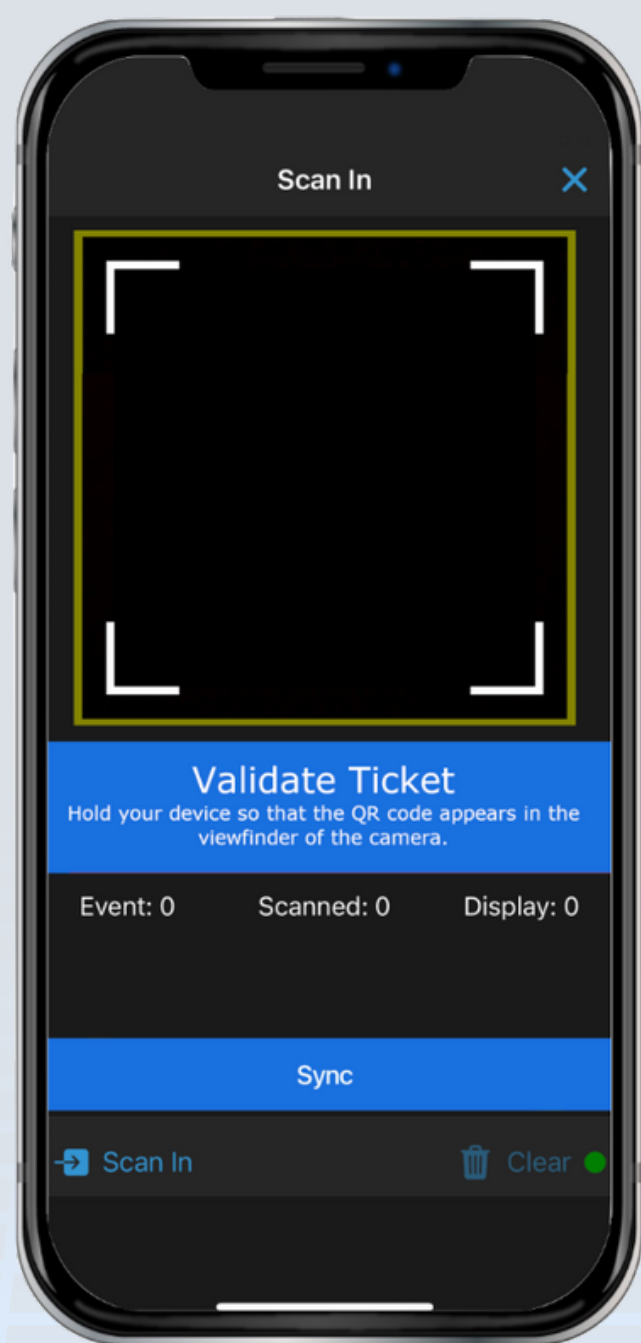 Scan In
Validate Ticket
Hold your device so that the QR code appears in the
viewfinder of the camera.
Event: 0 Scanned: 0 Display: 0
Sync
Scan In Clear